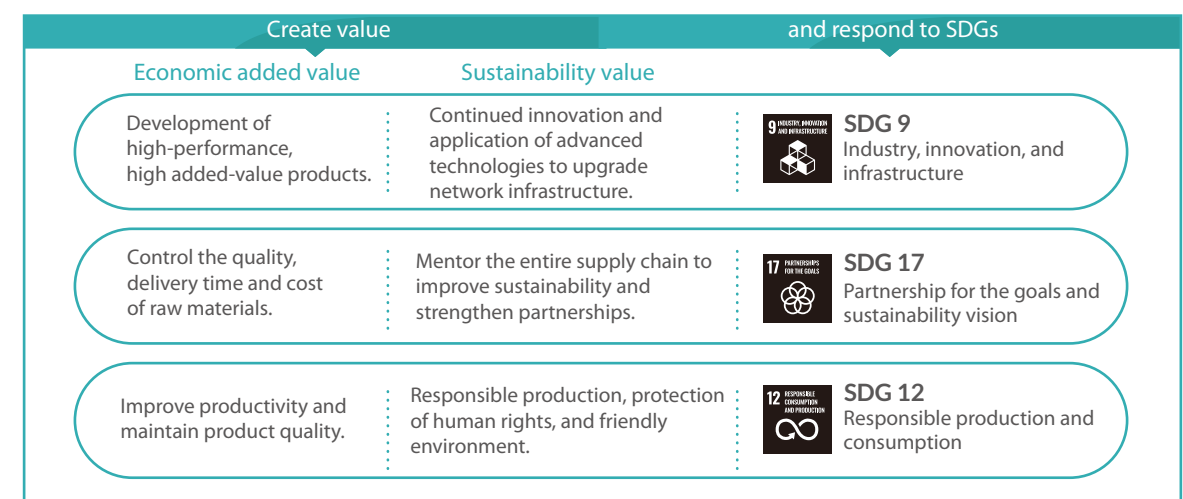 Create value
and respond to SDGs
Economic added value
Sustainability value
Development of
high-performance,
high added-value products.
Continued innovation and
application of advanced
technologies to upgrade
network infrastructure.
9 INDUSTRY, INNOVATION
AND INFRASTRUCTURE
SDG 9
Industry, innovation, and
infrastructure
Control the quality,
delivery time and cost
of raw materials.
Mentor the entire supply chain to
improve sustainability and
strengthen partnerships.
17 PARTNERSHIPS
FOR THE GOALS
SDG 17
Partnership for the goals and
sustainability vision
Improve productivity and
maintain product quality.
Responsible production, protection
of human rights, and friendly
environment.
12 RESPONSIBLE
CONSUMPTION
AND PRODUCTION
SDG 12
Responsible production and
consumption